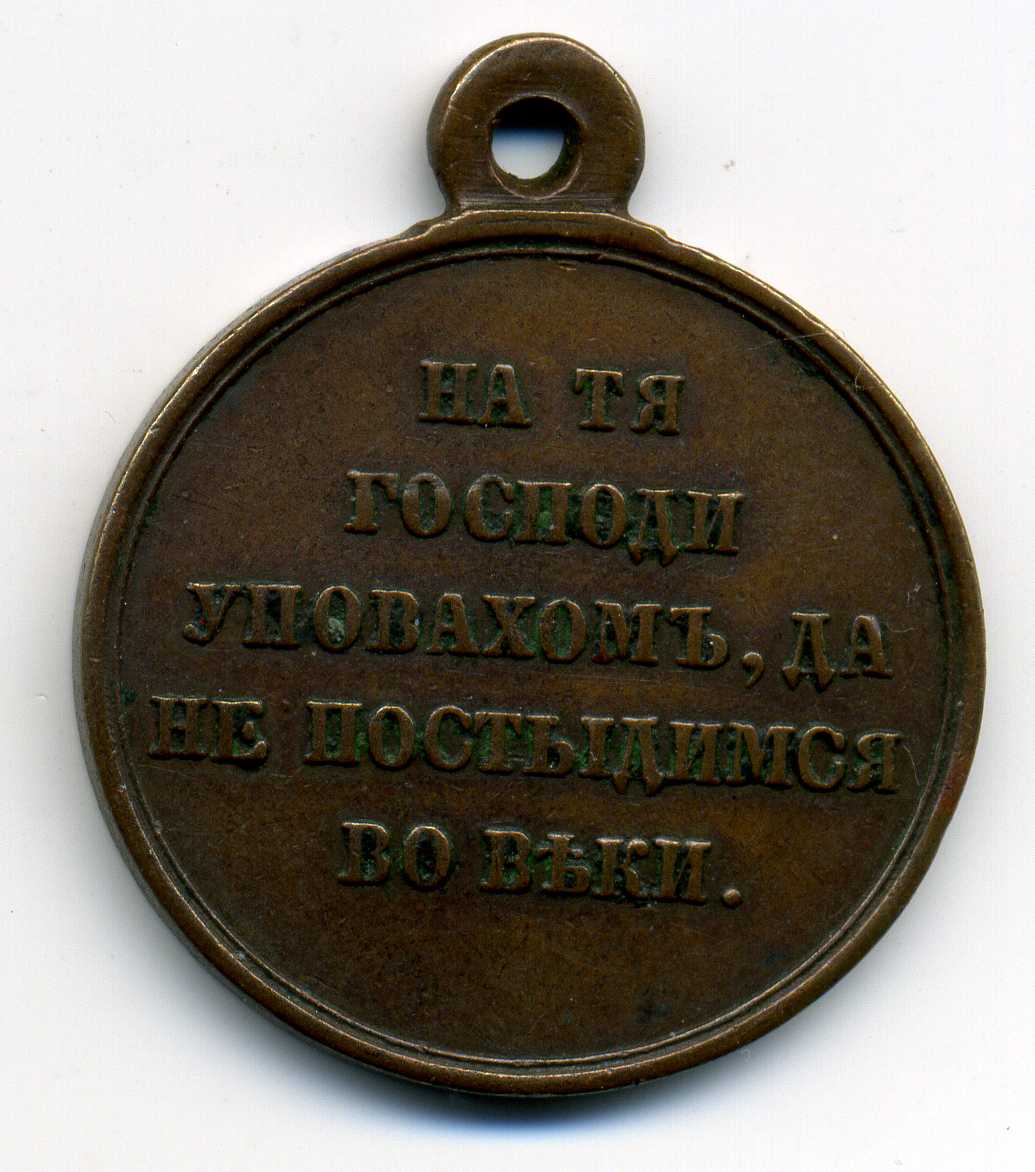 НА ТЯ
ГОСПОДИ
УПОВАХОМЪ, ДА
НЕ ПОСТЫДИМСЯ
ВО ВѢКИ.